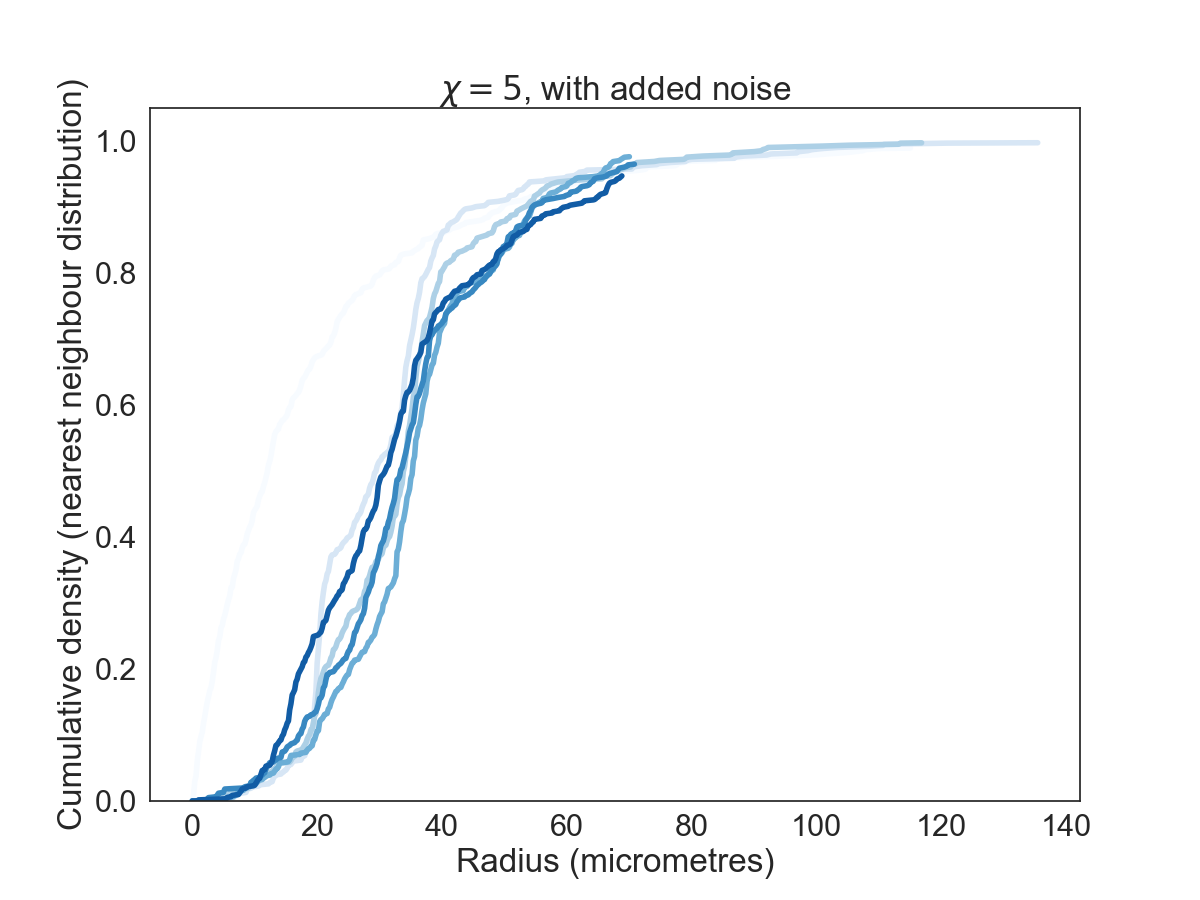 χ = 5, with added noise
Cumulative density (nearest neighbour distribution)
1.0
0.8
0.6
0.4
0.2
0.0
0 20 40 60 80 100 120 140
Radius (micrometres)